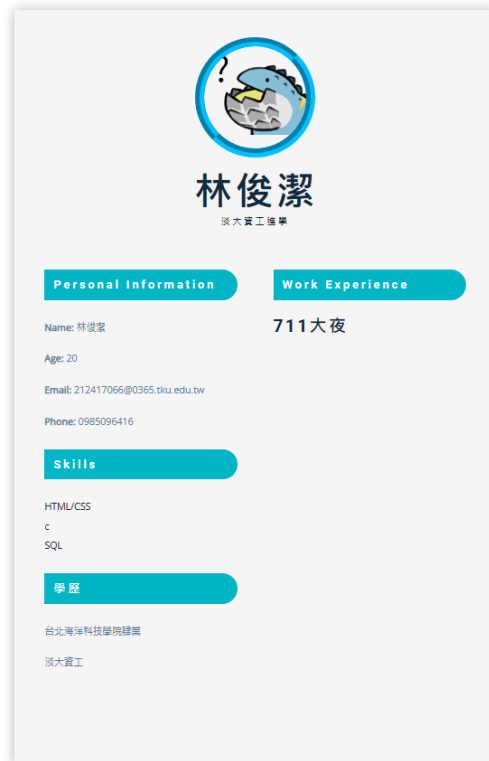 ?
林俊潔
淡大資工進學
Personal Information
Name: 林俊潔
Age: 20
Email: 212417066@0365.tku.edu.tw
Phone: 0985096416
Skills
HTML/CSS
c
SQL
學歷
台北海洋科技學院肄業
淡大資工
Work Experience
711大夜